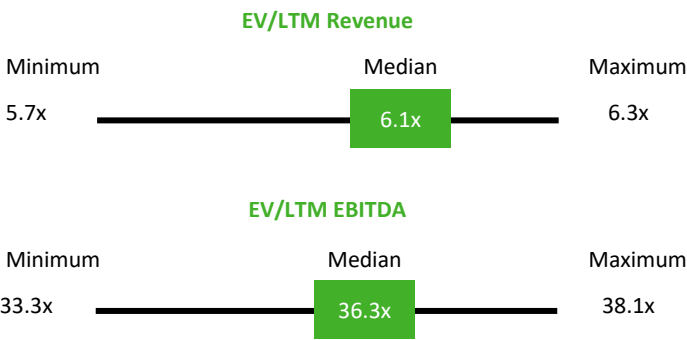 EV/LTM Revenue
Minimum Median Maximum
5.7x 6.1x 6.3x
EV/LTM EBITDA
Minimum Median Maximum
33.3x 36.3x 38.1x